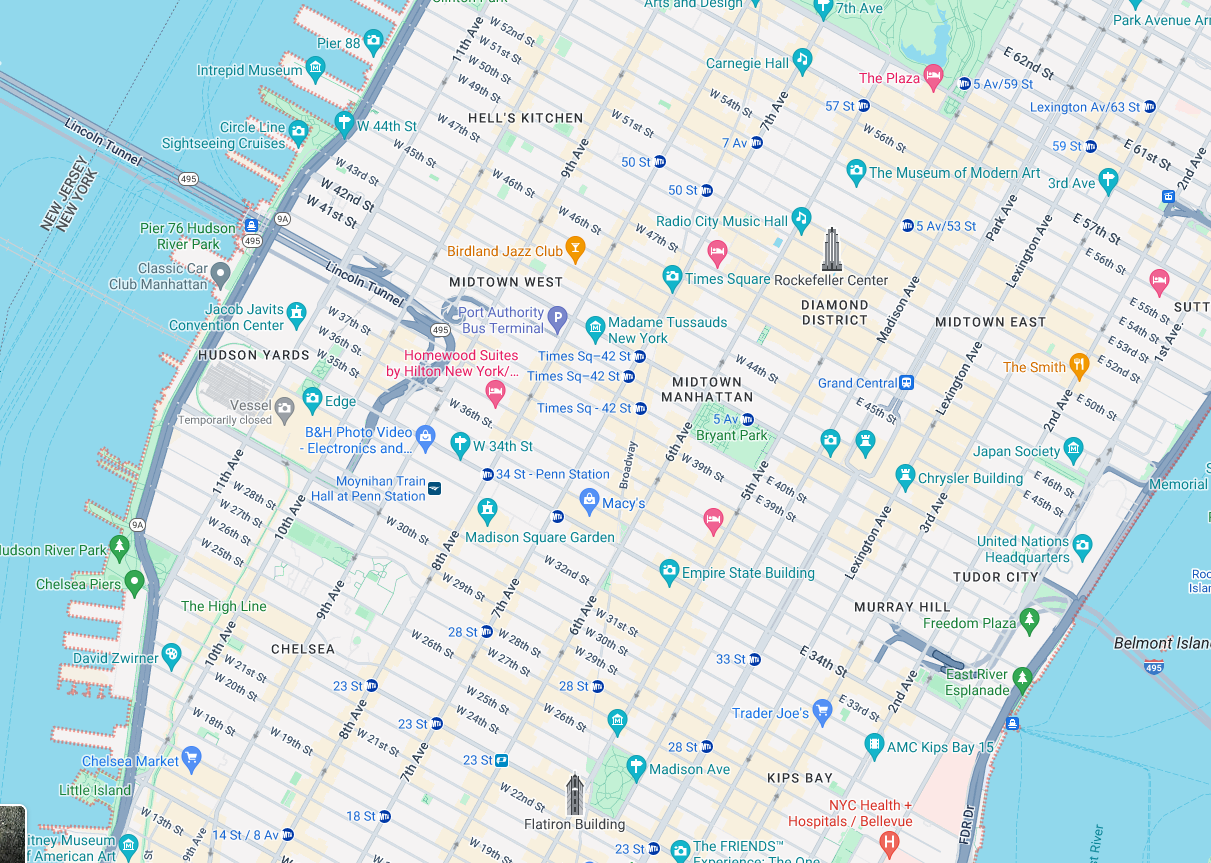 Clinton Park
Arts and Design
7th Ave
Park Avenue Ar
Pier 88
W 52nd St
11th Ave
W 51st St
Carnegie Hall
E 62nd St
Intrepid Museum
W 50th St
The Plaza
5 Av/59 St
W 49th St
W 54th St
7th Ave
57 St
Lexington Av/63 St
HELL'S KITCHEN
Lincoln Tunnel
Circle Line
Sightseeing Cruises
W 44th St
W 47th St
W 51st St
W 56th St
7 Av
59 St
E 61st St
W 45th St
9th Ave
50 St
2nd Ave
NEW JERSEY
NEW YORK
495
W 43rd St
W 42nd St
W 41st St
W 46th St
50 St
The Museum of Modern Art
3rd Ave
9A
495
Pier 76 Hudson
River Park
W 46th St
W 47th St
Radio City Music Hall
5 Av/53 St
Park Ave
Lexington Ave
E 57th St
E 56th St
Birdland Jazz Club
Classic Car
Club Manhattan
Lincoln Tunnel
MIDTOWN WEST
Times Square
Rockefeller Center
Madison Ave
E 55th St
SUTT
Jacob Javits
Convention Center
W 37th St
495
Port Authority
Bus Terminal
Madame Tussauds
New York
DIAMOND
DISTRICT
MIDTOWN EAST
E 54th St
E 53rd St
1st Ave
E 52nd St
W 36th St
W 35th St
HUDSON YARDS
Homewood Suites
by Hilton New York/...
Times Sq–42 St
Times Sq–42 St
W 44th St
The Smith
MIDTOWN
MANHATTAN
Grand Central
Lexington Ave
Vessel
Temporarily closed
Edge
W 36th St
Times Sq - 42 St
E 45th St
E 50th St
2nd Ave
5 Av
Bryant Park
B&H Photo Video
- Electronics and...
W 34th St
Broadway
6th Ave
Japan Society
11th Ave
34 St - Penn Station
W 39th St
5th Ave
E 40th St
E 39th St
Chrysler Building
E 46th St
E 45th St
Memorial
Moynihan Train
Hall at Penn Station
W 28th St
W 27th St
W 26th St
W 25th St
10th Ave
Macy's
3rd Ave
9A
W 30th St
Madison Square Garden
Lexington Ave
United Nations
Headquarters
Hudson River Park
8th Ave
W 32nd St
Empire State Building
TUDOR CITY
Roo
Islan
Chelsea Piers
W 29th St
7th Ave
The High Line
9th Ave
6th Ave
W 31st St
MURRAY HILL
Freedom Plaza
10th Ave
28 St
W 28th St
W 30th St
Belmont Island
CHELSEA
W 26th St
W 27th St
W 29th St
33 St
E 34th St
495
David Zwirner
W 21st St
W 20th St
23 St
28 St
2nd Ave
East River
Esplanade
W 18th St
8th Ave
W 25th St
W 24th St
W 26th St
E 33rd St
Trader Joe's
23 St
W 19th St
W 21st St
28 St
AMC Kips Bay 15
Chelsea Market
7th Ave
23 St
Madison Ave
KIPS BAY
Little Island
W 22nd St
NYC Health +
Hospitals / Bellevue
W 13th St
18 St
Flatiron Building
FDR Dr
14 St / 8 Av
9th Ave
itney Museum
f American Art
St
W 19th St
23 St
The FRIENDS™
Experience: The One
st River